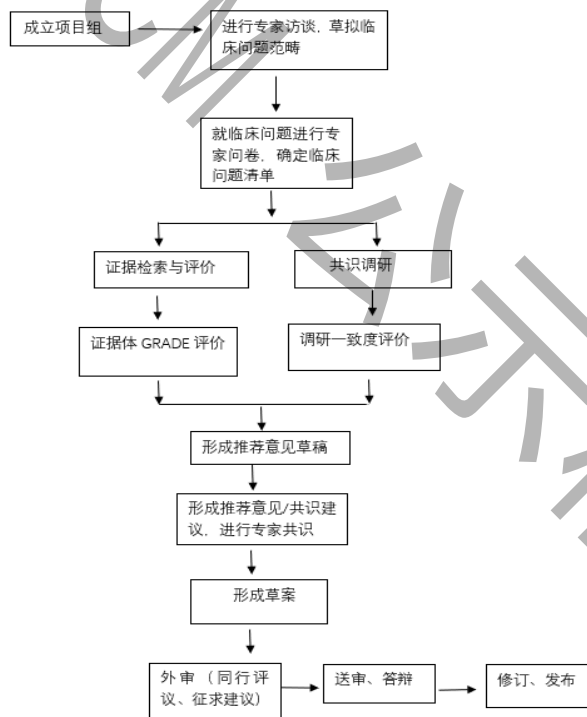 成立项目组
进行专家访谈，草拟临
床问题范畴
就临床问题进行专
家问卷，确定临床
问题清单
证据检索与评价
共识调研
证据体 GRADE 评价
调研一致度评价
形成推荐意见草稿
形成推荐意见/共识建
议，进行专家共识
形成草案
外审（同行评
议、征求建议）
送审、答辩
修订、发布
CM 公示